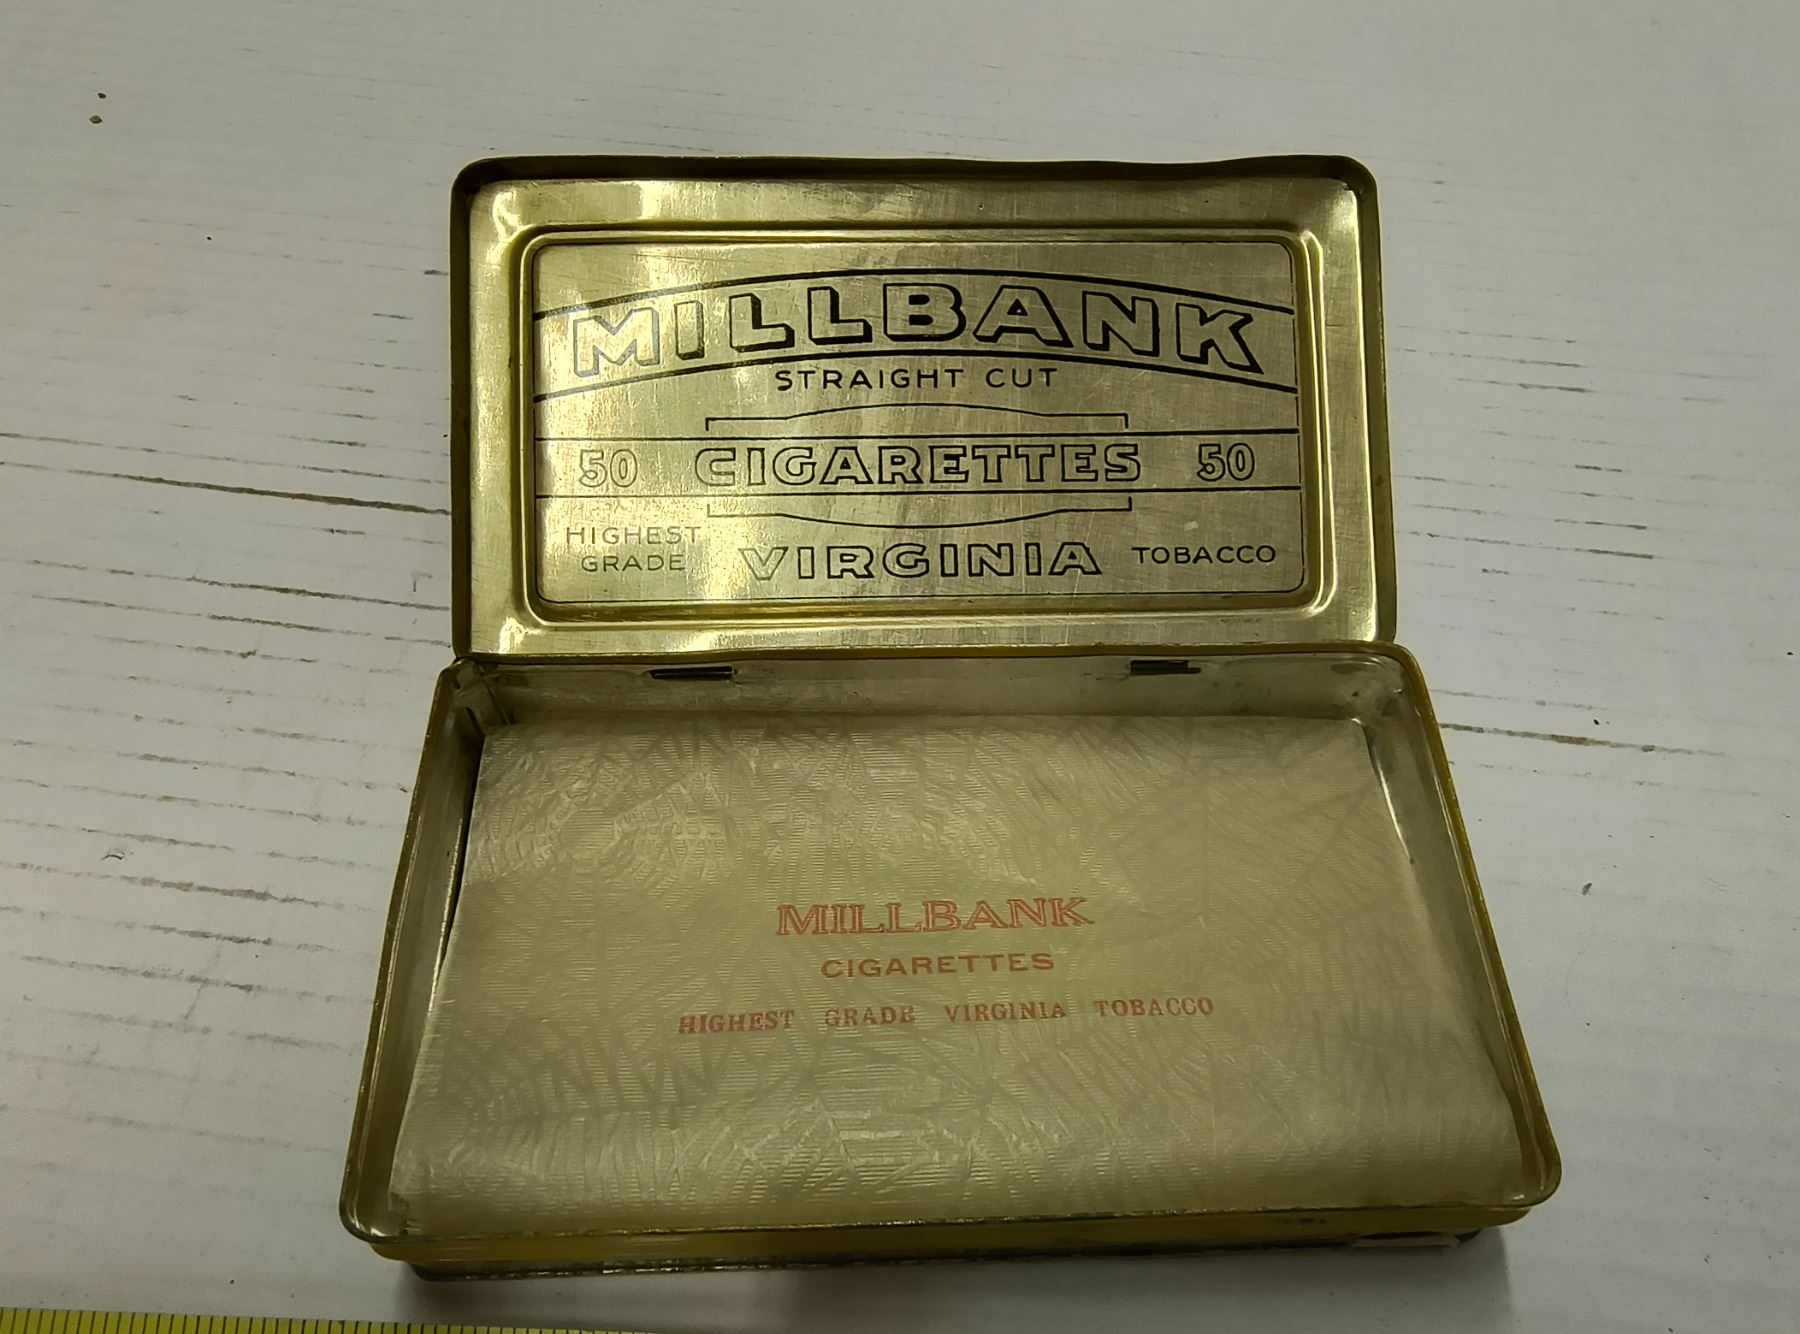 MILLBANK
STRAIGHT CUT
50 CIGARETTES 50
HIGHEST GRADE VIRGINIA TOBACCO
MILLBANK
CIGARETTES
HIGHEST GRADE VIRGINIA TOBACCO